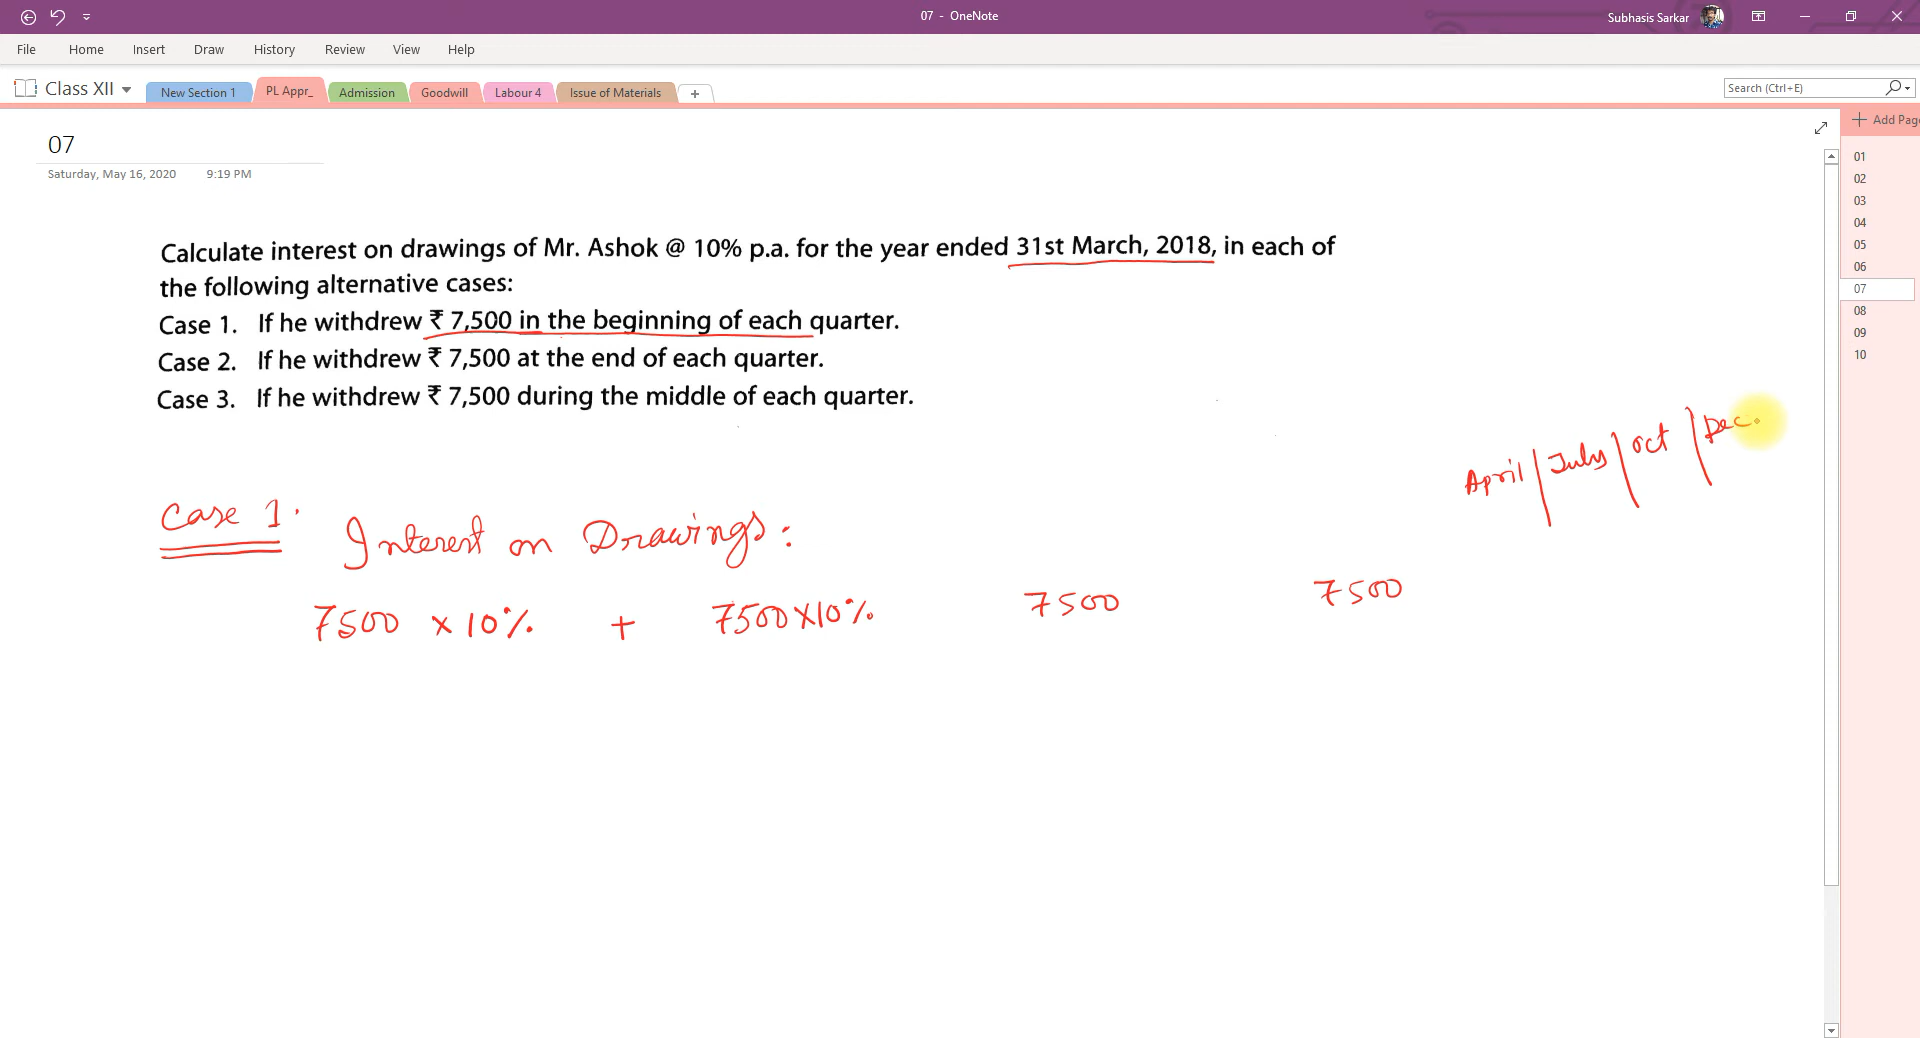 07 - OneNote
Subhasis Sarkar
File Home Insert Draw History Review View Help
Class XII New Section 1 PL Appr_ Admission Goodwill Labour 4 Issue of Materials +
Search (Ctrl+E)
Add Pag
07
Saturday, May 16, 2020 9:19 PM
01
02
03
04
05
06
07
08
09
10
Calculate interest on drawings of Mr. Ashok @ 10% p.a. for the year ended 31st March, 2018, in each of
the following alternative cases:
Case 1. If he withdrew ₹ 7,500 in the beginning of each quarter.
Case 2. If he withdrew ₹ 7,500 at the end of each quarter.
Case 3. If he withdrew ₹ 7,500 during the middle of each quarter.
April / July / Oct / Dec.
Case 1. Interest on Drawings:
7500 × 10% + 7500 × 10% 7500 7500